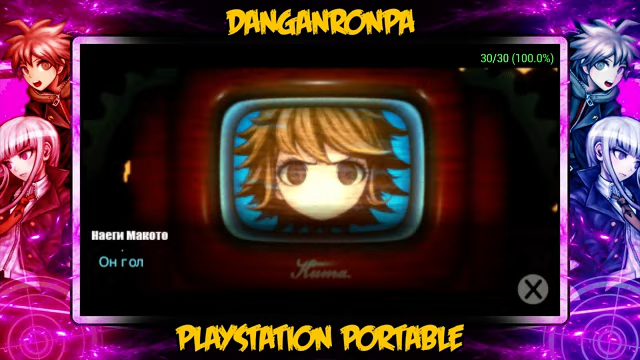 DANGANRONPA
30/30 (100.0%)
Наеги Макото
Он гол
PLAYSTATION PORTABLE